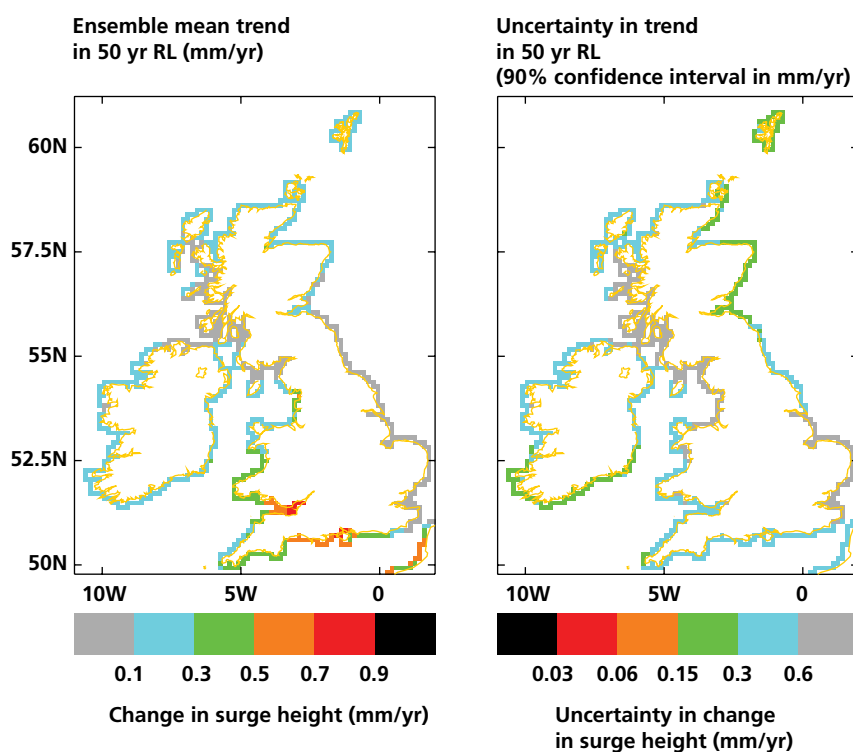 Ensemble mean trend
in 50 yr RL (mm/yr)
Uncertainty in trend
in 50 yr RL
(90% confidence interval in mm/yr)
60N
57.5N
55N
52.5N
50N
10W 5W 0
10W 5W 0
0.1 0.3 0.5 0.7 0.9
0.03 0.06 0.15 0.3 0.6
Change in surge height (mm/yr)
Uncertainty in change
in surge height (mm/yr)